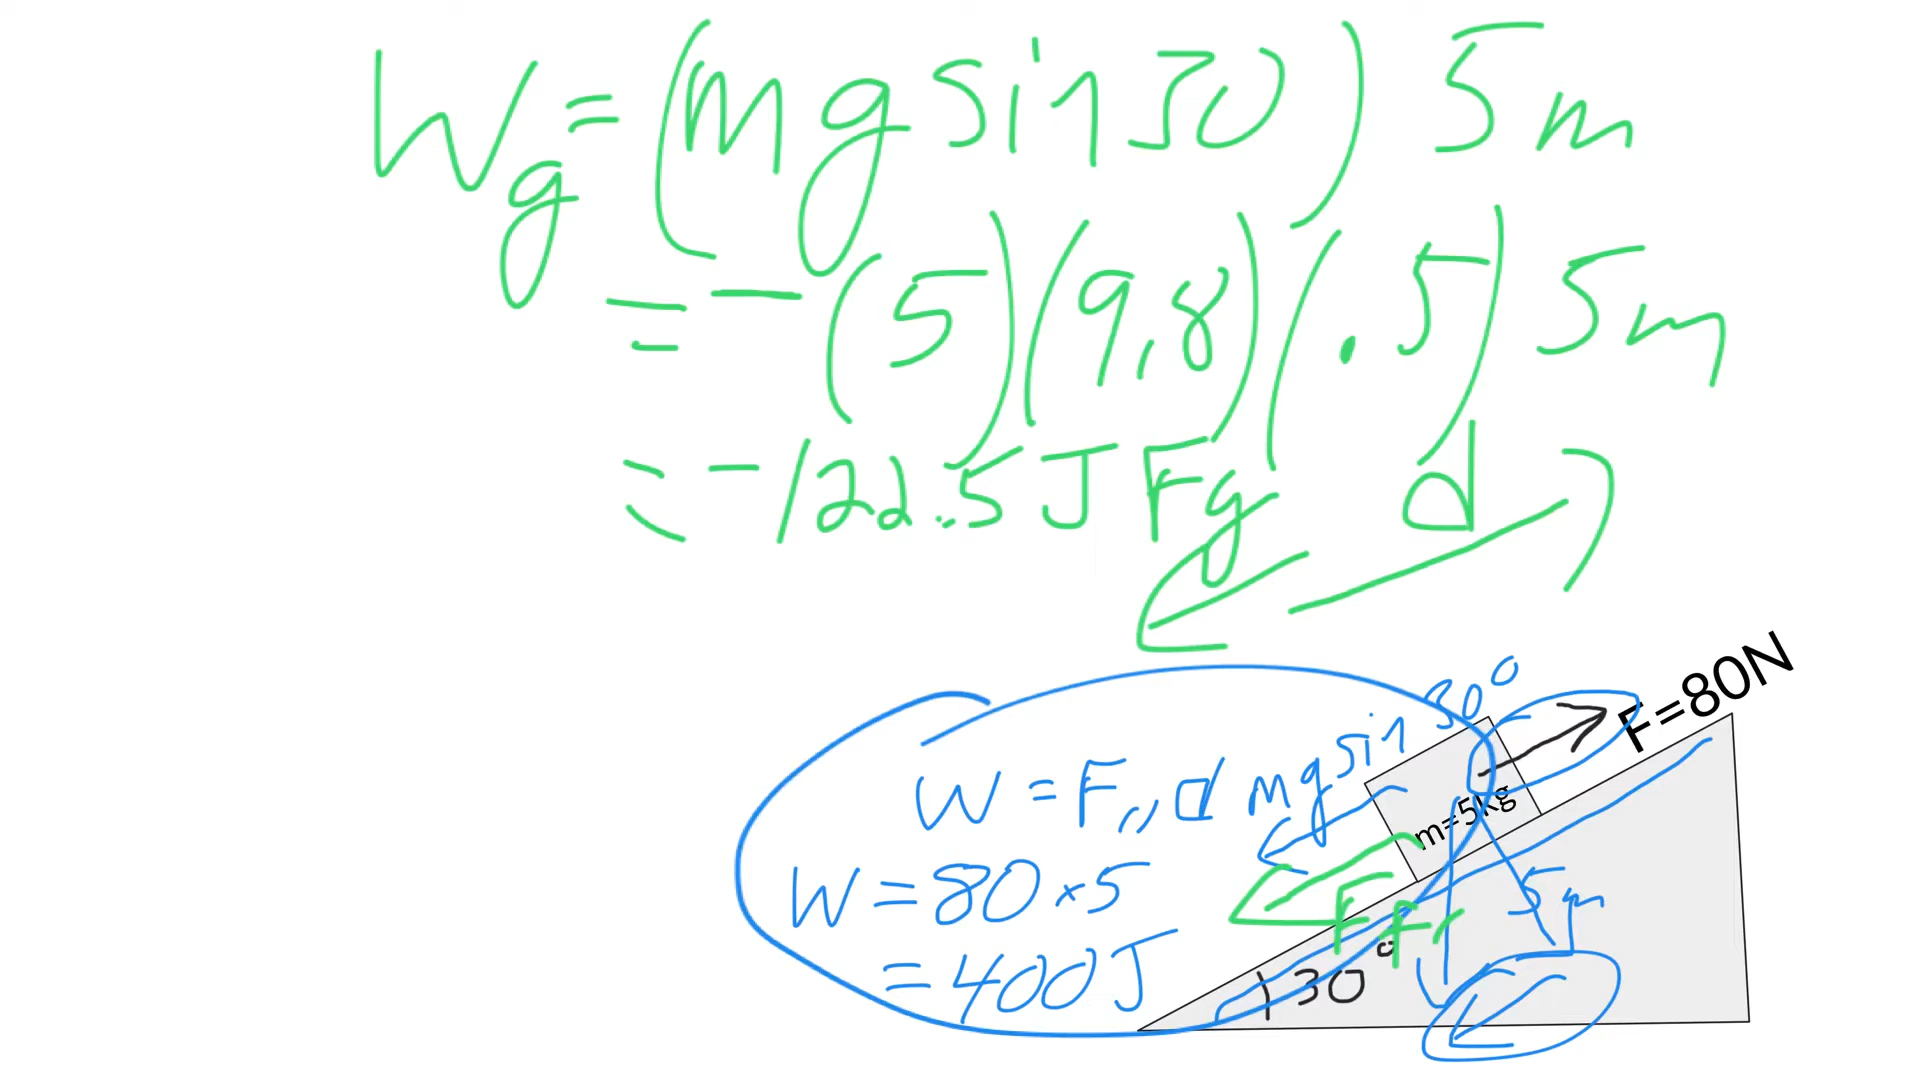 Wg = (mg sin 30) 5m
= -(5)(9.8)(.5) 5m
= -122.5 J
Fg d
F=80N
mg sin 30°
m=5kg
W = F,, d
W = 80 × 5
= 400 J
5m
Ffr
30°